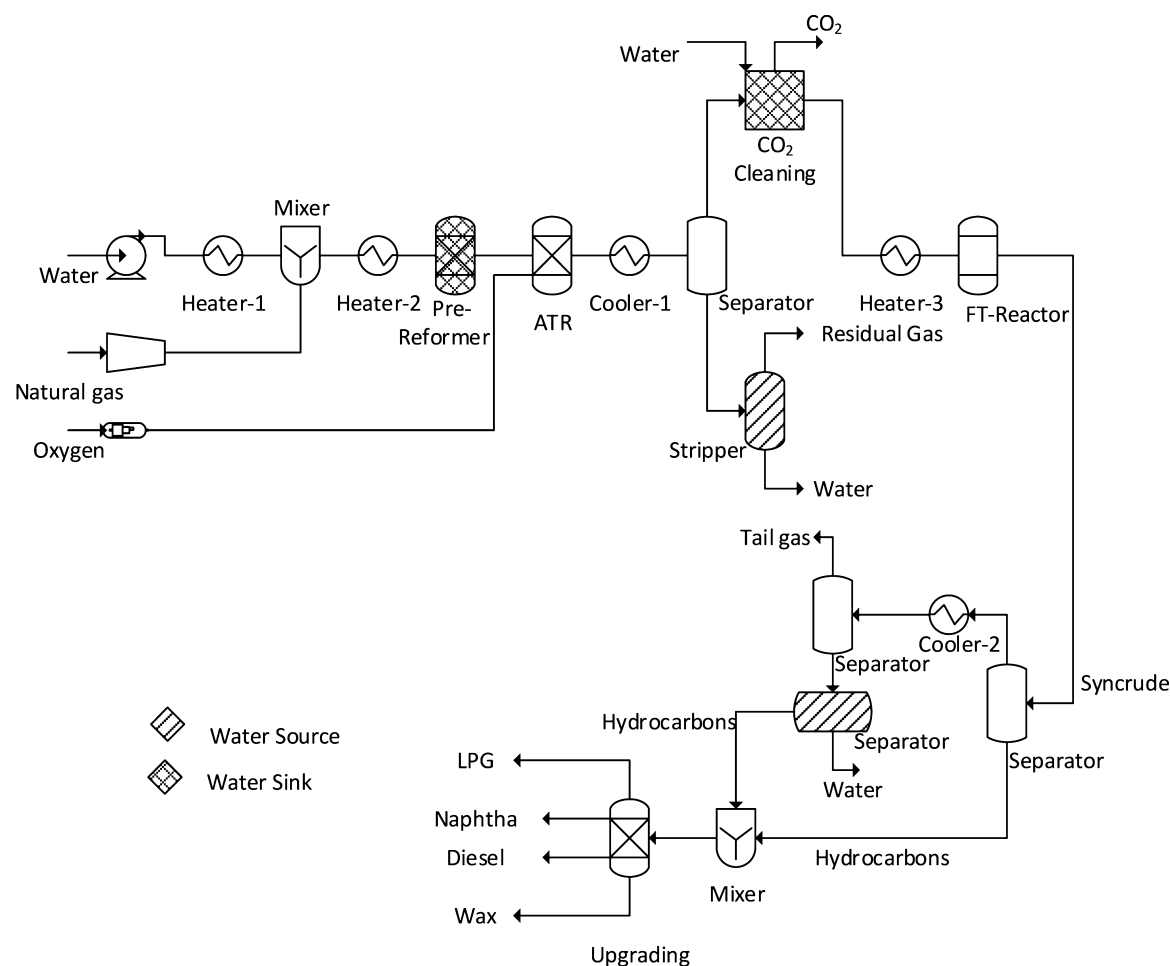 CO₂
Water
CO₂
Cleaning
Mixer
Water
Heater-1
Heater-2
Pre-
Reformer
ATR
Cooler-1
Separator
Heater-3
FT-Reactor
Residual Gas
Natural gas
Oxygen
Stripper
Water
Tail gas
Cooler-2
Separator
Syncrude
Hydrocarbons
Separator
Separator
Water Source
LPG
Water Sink
Water
Naphtha
Diesel
Hydrocarbons
Mixer
Wax
Upgrading